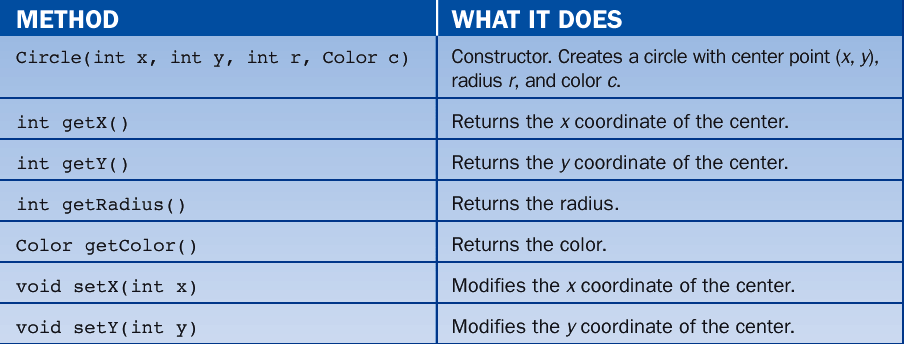 METHOD WHAT IT DOES
Circle(int x, int y, int r, Color c) Constructor. Creates a circle with center point (x, y),
radius r, and color c.
int getX() Returns the x coordinate of the center.
int getY() Returns the y coordinate of the center.
int getRadius() Returns the radius.
Color getColor() Returns the color.
void setX(int x) Modifies the x coordinate of the center.
void setY(int y) Modifies the y coordinate of the center.